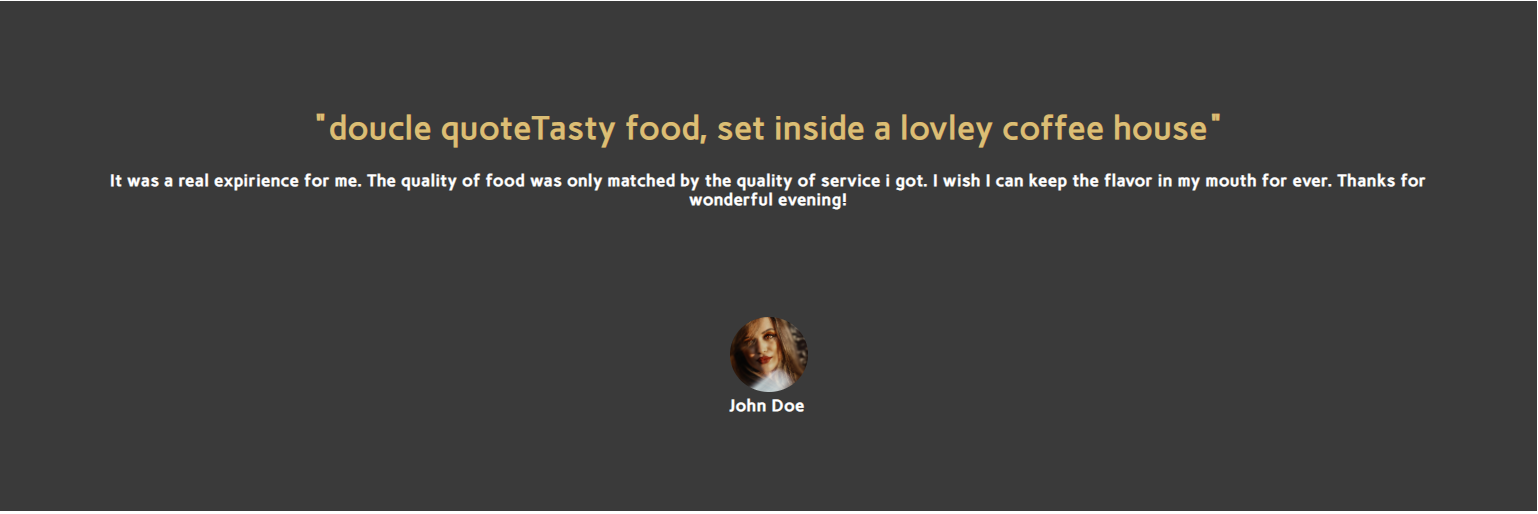 "doucle quoteTasty food, set inside a lovley coffee house"
It was a real expirience for me. The quality of food was only matched by the quality of service i got. I wish I can keep the flavor in my mouth for ever. Thanks for
wonderful evening!
John Doe